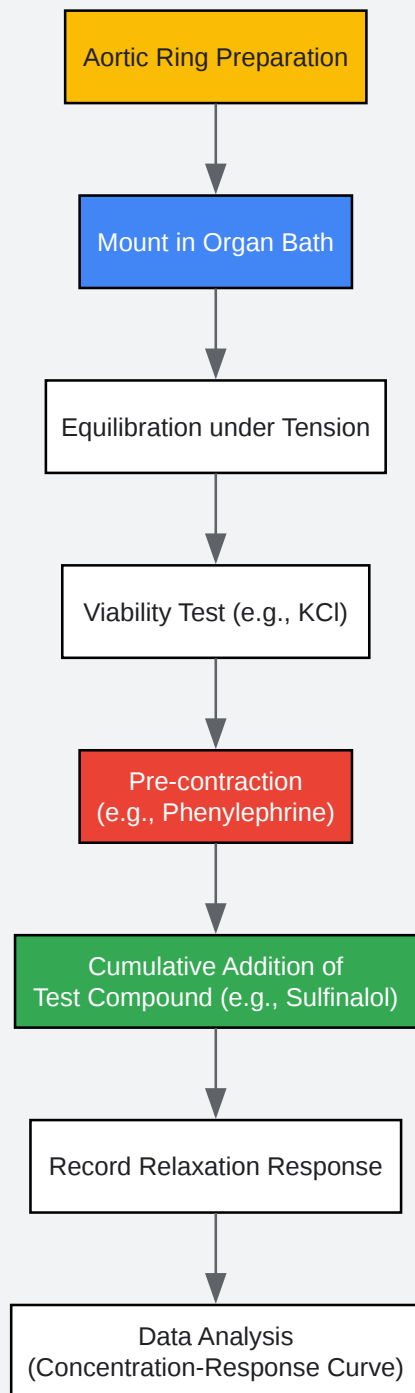 Aortic Ring Preparation
Mount in Organ Bath
Equilibration under Tension
Viability Test (e.g., KCl)
Pre-contraction
(e.g., Phenylephrine)
Cumulative Addition of
Test Compound (e.g., Sulfinalol)
Record Relaxation Response
Data Analysis
(Concentration-Response Curve)